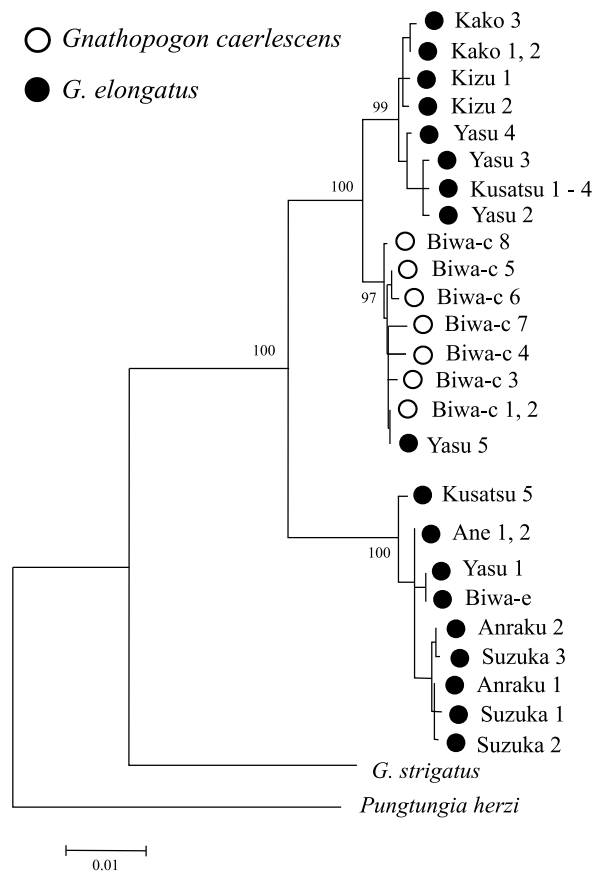 Gnathopogon caerlescens
G. elongatus
Kako 3
Kako 1, 2
Kizu 1
99
Kizu 2
Yasu 4
Yasu 3
100
Kusatsu 1 - 4
Yasu 2
Biwa-c 8
Biwa-c 5
97
Biwa-c 6
Biwa-c 7
100
Biwa-c 4
Biwa-c 3
Biwa-c 1, 2
Yasu 5
Kusatsu 5
Ane 1, 2
100
Yasu 1
Biwa-e
Anraku 2
Suzuka 3
Anraku 1
Suzuka 1
Suzuka 2
G. strigatus
Pungtungia herzi
0.01